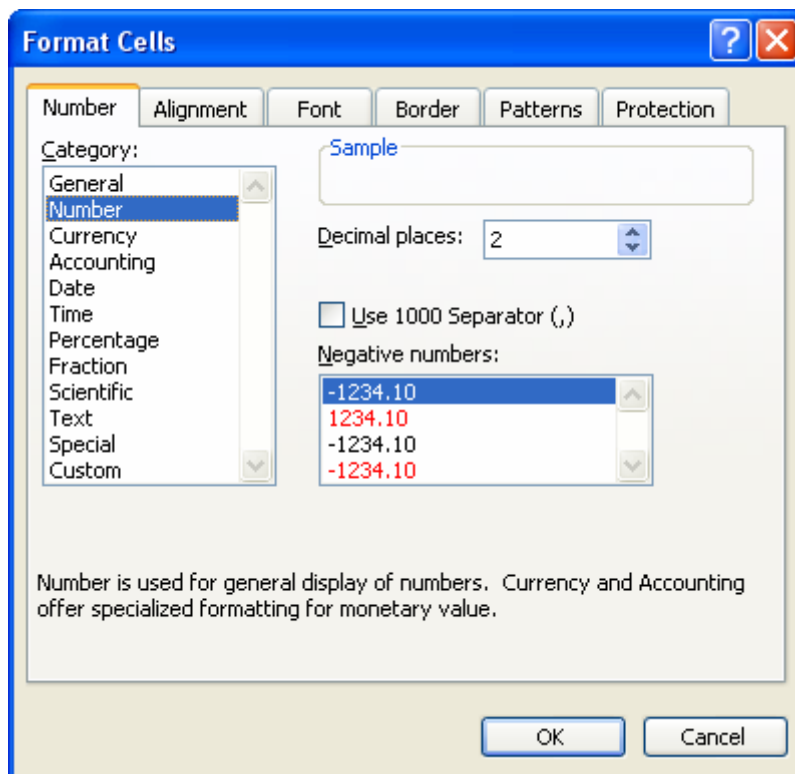 Format Cells
?
Number Alignment Font Border Patterns Protection
Category:
General
Number
Currency
Accounting
Date
Time
Percentage
Fraction
Scientific
Text
Special
Custom
Sample
Decimal places: 2
Use 1000 Separator (,)
Negative numbers:
-1234.10
1234.10
-1234.10
-1234.10
Number is used for general display of numbers. Currency and Accounting
offer specialized formatting for monetary value.
OK Cancel